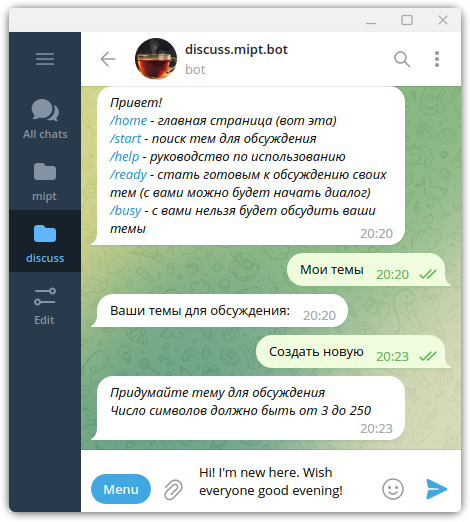 discuss.mipt.bot
bot
All chats
mipt
discuss
Edit
Привет!
/home - главная страница (вот эта)
/start - поиск тем для обсуждения
/help - руководство по использованию
/ready - стать готовым к обсуждению своих
тем (с вами можно будет начать диалог)
/busy - с вами нельзя будет обсудить ваши
темы
20:20
Мои темы 20:20
Ваши темы для обсуждения: 20:20
Создать новую 20:23
Придумайте тему для обсуждения
Число символов должно быть от 3 до 250
20:23
Menu
Hi! I'm new here. Wish
everyone good evening!